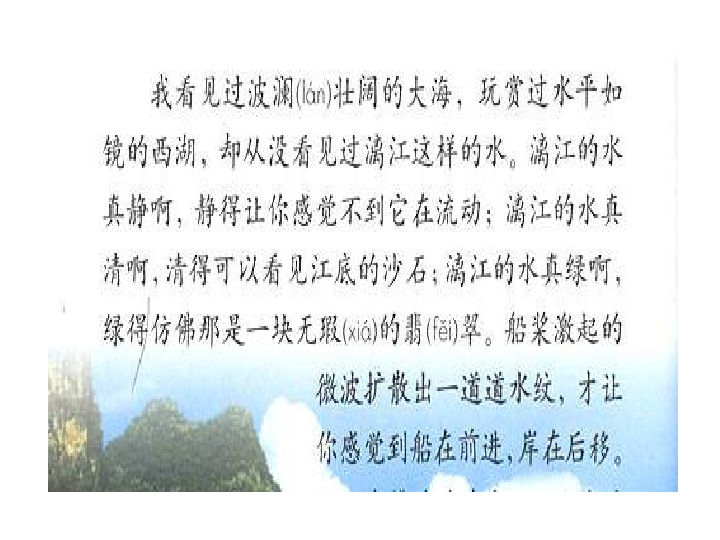 我看见过波澜(lán)壮阔的大海，玩赏过水平如
镜的西湖，却从没看见过漓江这样的水。漓江的水
真静啊，静得让你感觉不到它在流动；漓江的水真
清啊，清得可以看见江底的沙石；漓江的水真绿啊，
绿得仿佛那是一块无瑕(xiá)的翡(fěi)翠。船桨激起的
微波扩散出一道道水纹，才让
你感觉到船在前进，岸在后移。